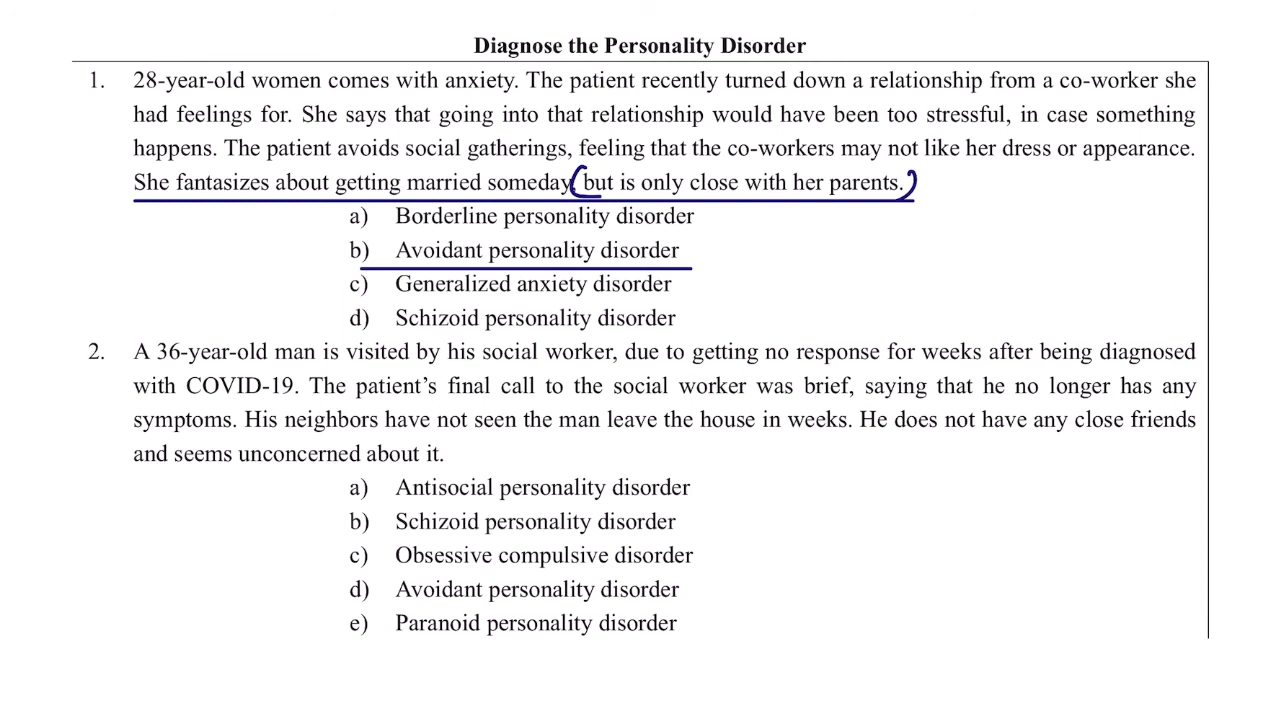 Diagnose the Personality Disorder
1. 28-year-old women comes with anxiety. The patient recently turned down a relationship from a co-worker she
had feelings for. She says that going into that relationship would have been too stressful, in case something
happens. The patient avoids social gatherings, feeling that the co-workers may not like her dress or appearance.
She fantasizes about getting married someday, but is only close with her parents.
a) Borderline personality disorder
b) Avoidant personality disorder
c) Generalized anxiety disorder
d) Schizoid personality disorder
2. A 36-year-old man is visited by his social worker, due to getting no response for weeks after being diagnosed
with COVID-19. The patient’s final call to the social worker was brief, saying that he no longer has any
symptoms. His neighbors have not seen the man leave the house in weeks. He does not have any close friends
and seems unconcerned about it.
a) Antisocial personality disorder
b) Schizoid personality disorder
c) Obsessive compulsive disorder
d) Avoidant personality disorder
e) Paranoid personality disorder